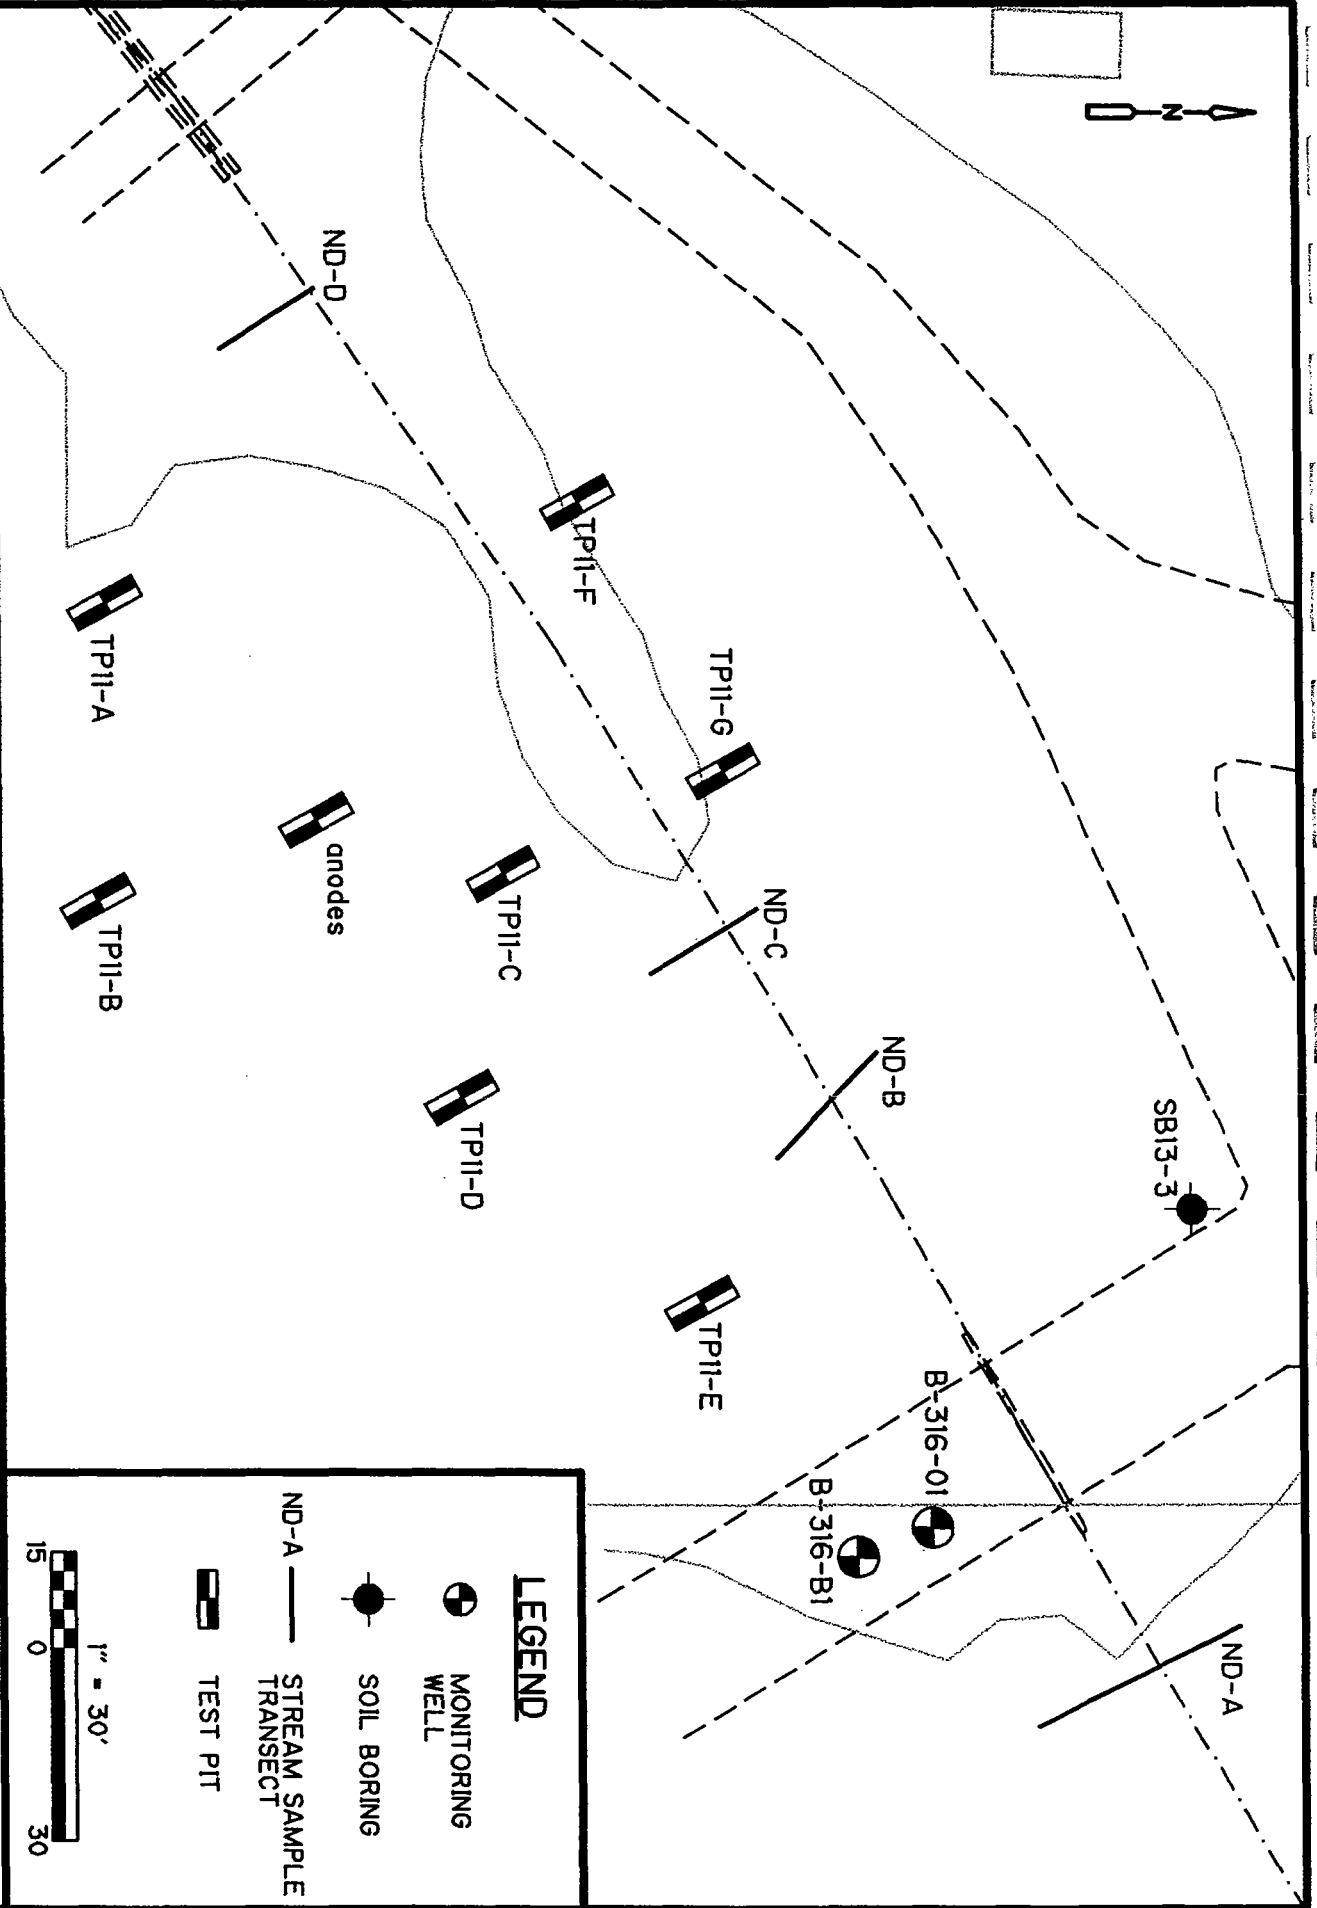 N
SB13-3
ND-A
ND-B
B-316-01
B-316-B1
ND-C
TP11-G
TP11-E
TP11-F
TP11-C
TP11-D
ND-D
anodes
TP11-A
TP11-B
LEGEND
MONITORING
WELL
SOIL BORING
ND-A
STREAM SAMPLE
TRANSECT
TEST PIT
1" = 30'
15 0 30